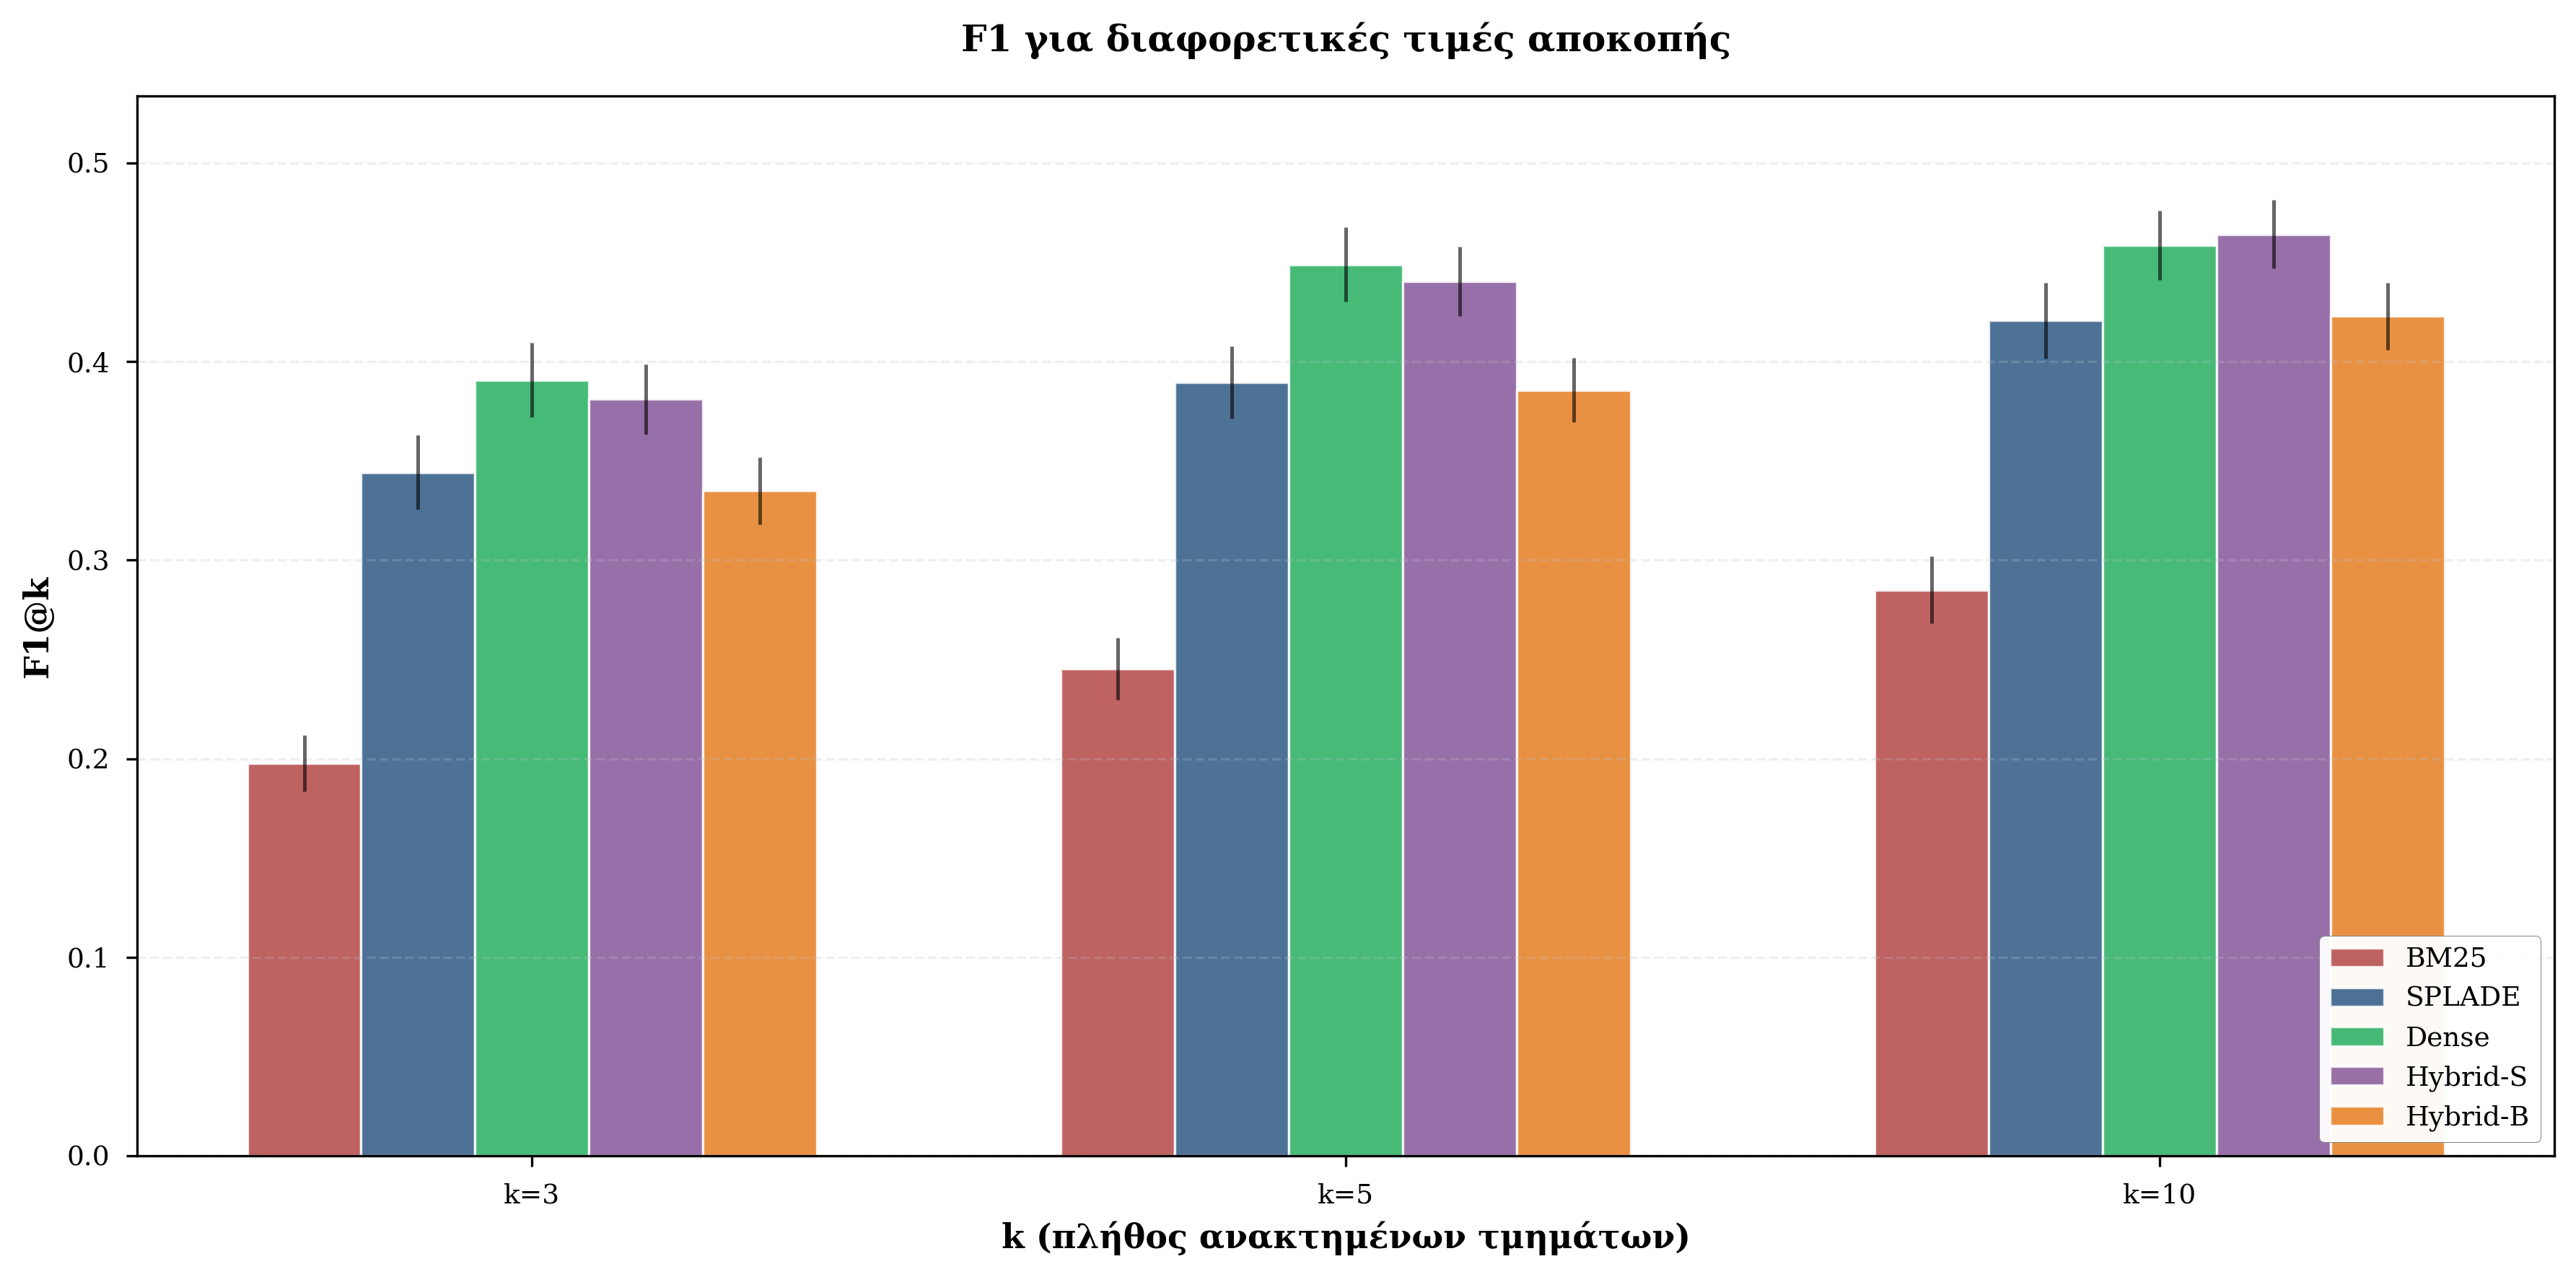 F1 για διαφορετικές τιμές αποκοπής
F1@k
0.5
0.4
0.3
0.2
0.1
0.0
k=3
k=5
k=10
k (πλήθος ανακτημένων τμημάτων)
BM25
SPLADE
Dense
Hybrid-S
Hybrid-B